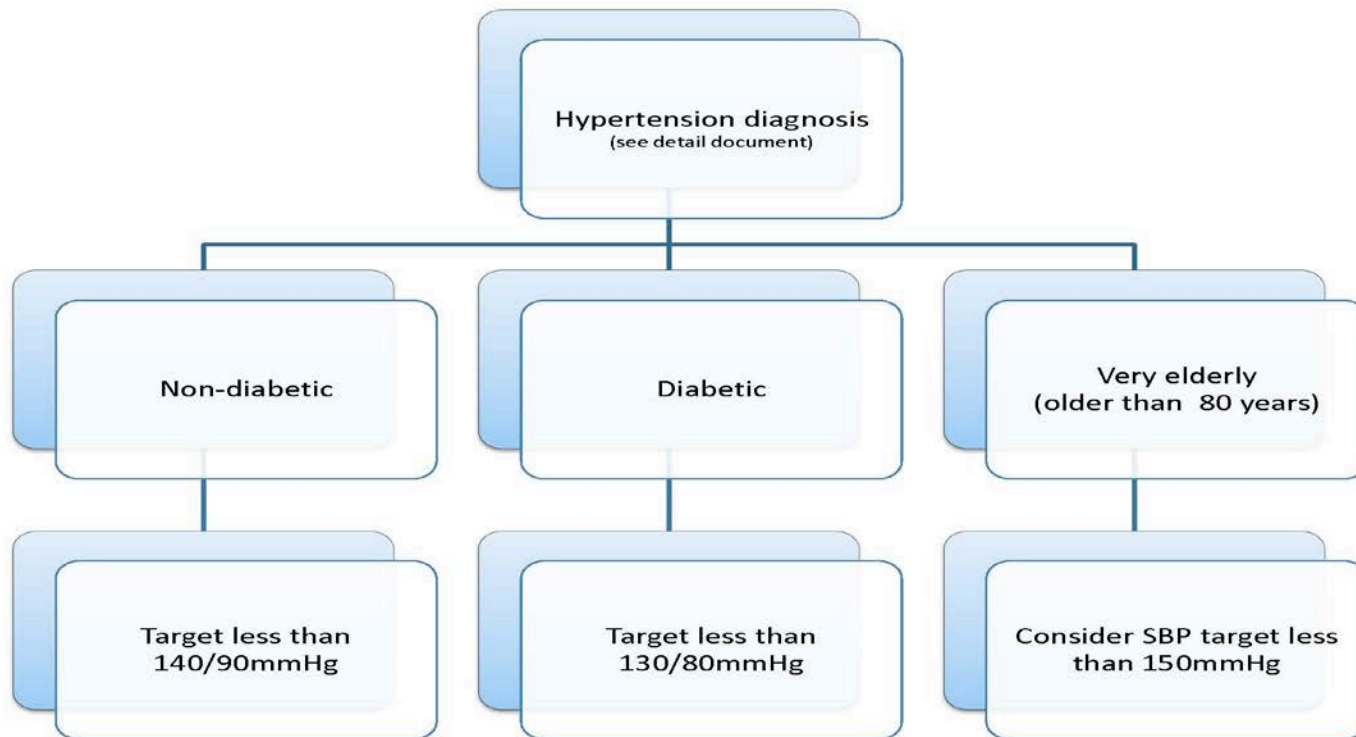 Hypertension diagnosis
(see detail document)
Non-diabetic
Diabetic
Very elderly
(older than 80 years)
Target less than
140/90mmHg
Target less than
130/80mmHg
Consider SBP target less
than 150mmHg